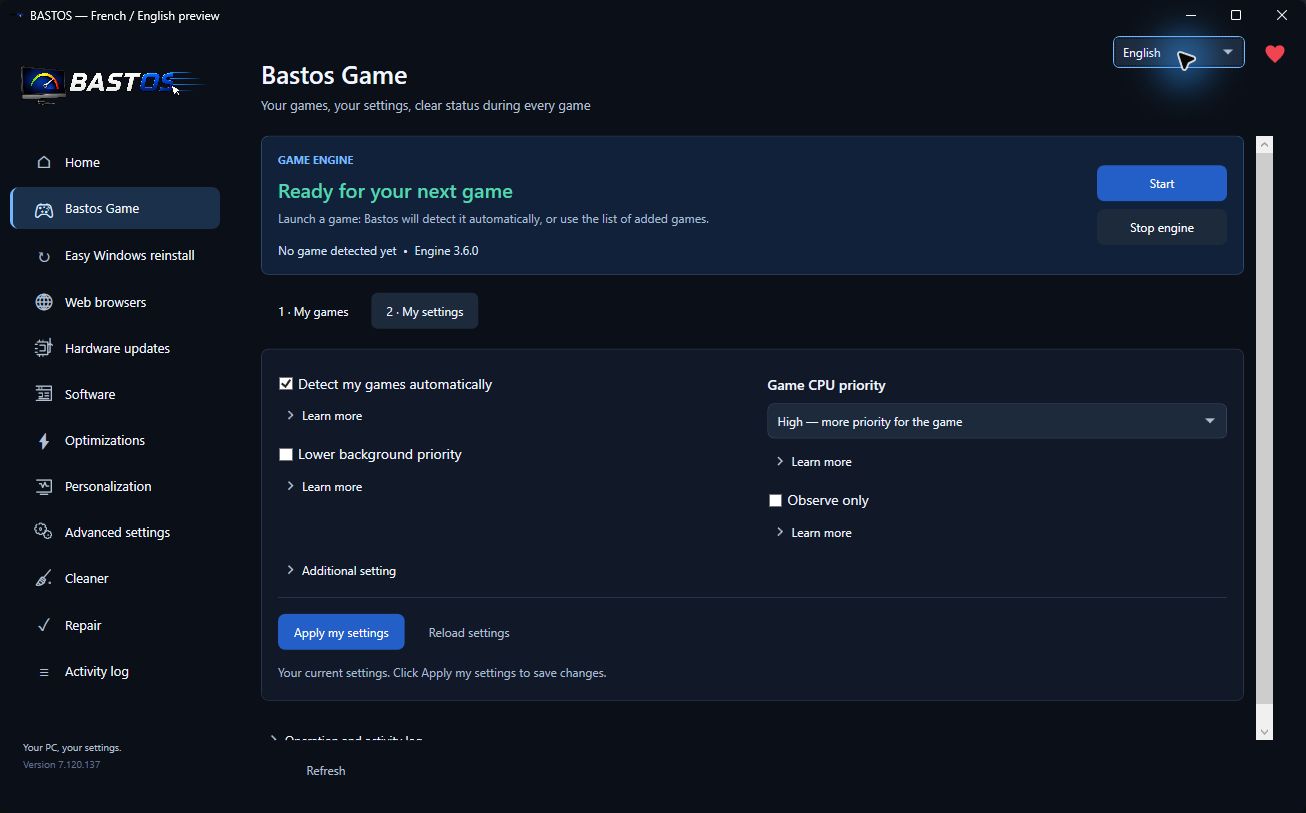 BASTOS — French / English preview
English
BASTOS
Bastos Game
Your games, your settings, clear status during every game
Home
Bastos Game
Easy Windows reinstall
Web browsers
Hardware updates
Software
Optimizations
Personalization
Advanced settings
Cleaner
Repair
Activity log
Your PC, your settings.
Version 7.120.137
GAME ENGINE
Ready for your next game
Launch a game: Bastos will detect it automatically, or use the list of added games.
No game detected yet • Engine 3.6.0
Start
Stop engine
1 · My games
2 · My settings
Detect my games automatically
Learn more
Lower background priority
Learn more
Game CPU priority
High — more priority for the game
Learn more
Observe only
Learn more
Additional setting
Apply my settings
Reload settings
Your current settings. Click Apply my settings to save changes.
Operation and activity log
Refresh